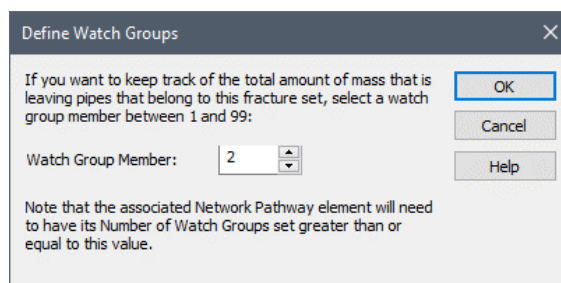 Define Watch Groups
If you want to keep track of the total amount of mass that is
leaving pipes that belong to this fracture set, select a watch
group member between 1 and 99:
OK
Cancel
Watch Group Member: 2
Help
Note that the associated Network Pathway element will need
to have its Number of Watch Groups set greater than or
equal to this value.